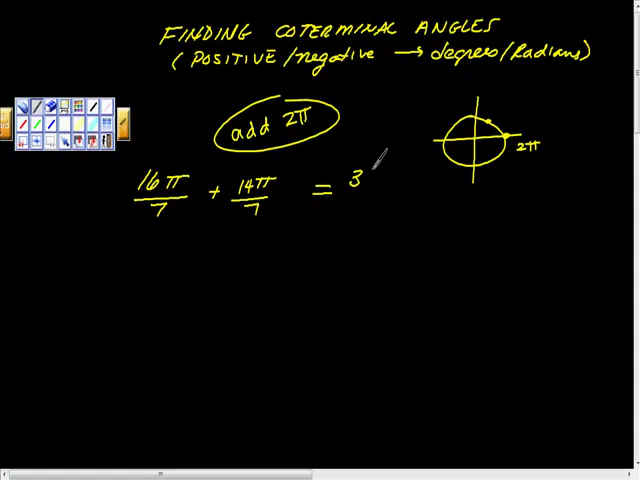 FINDING COTERMINAL ANGLES
(POSITIVE/negative → degrees/Radians)
add 2π
2π
16π/7 + 14π/7 = 3